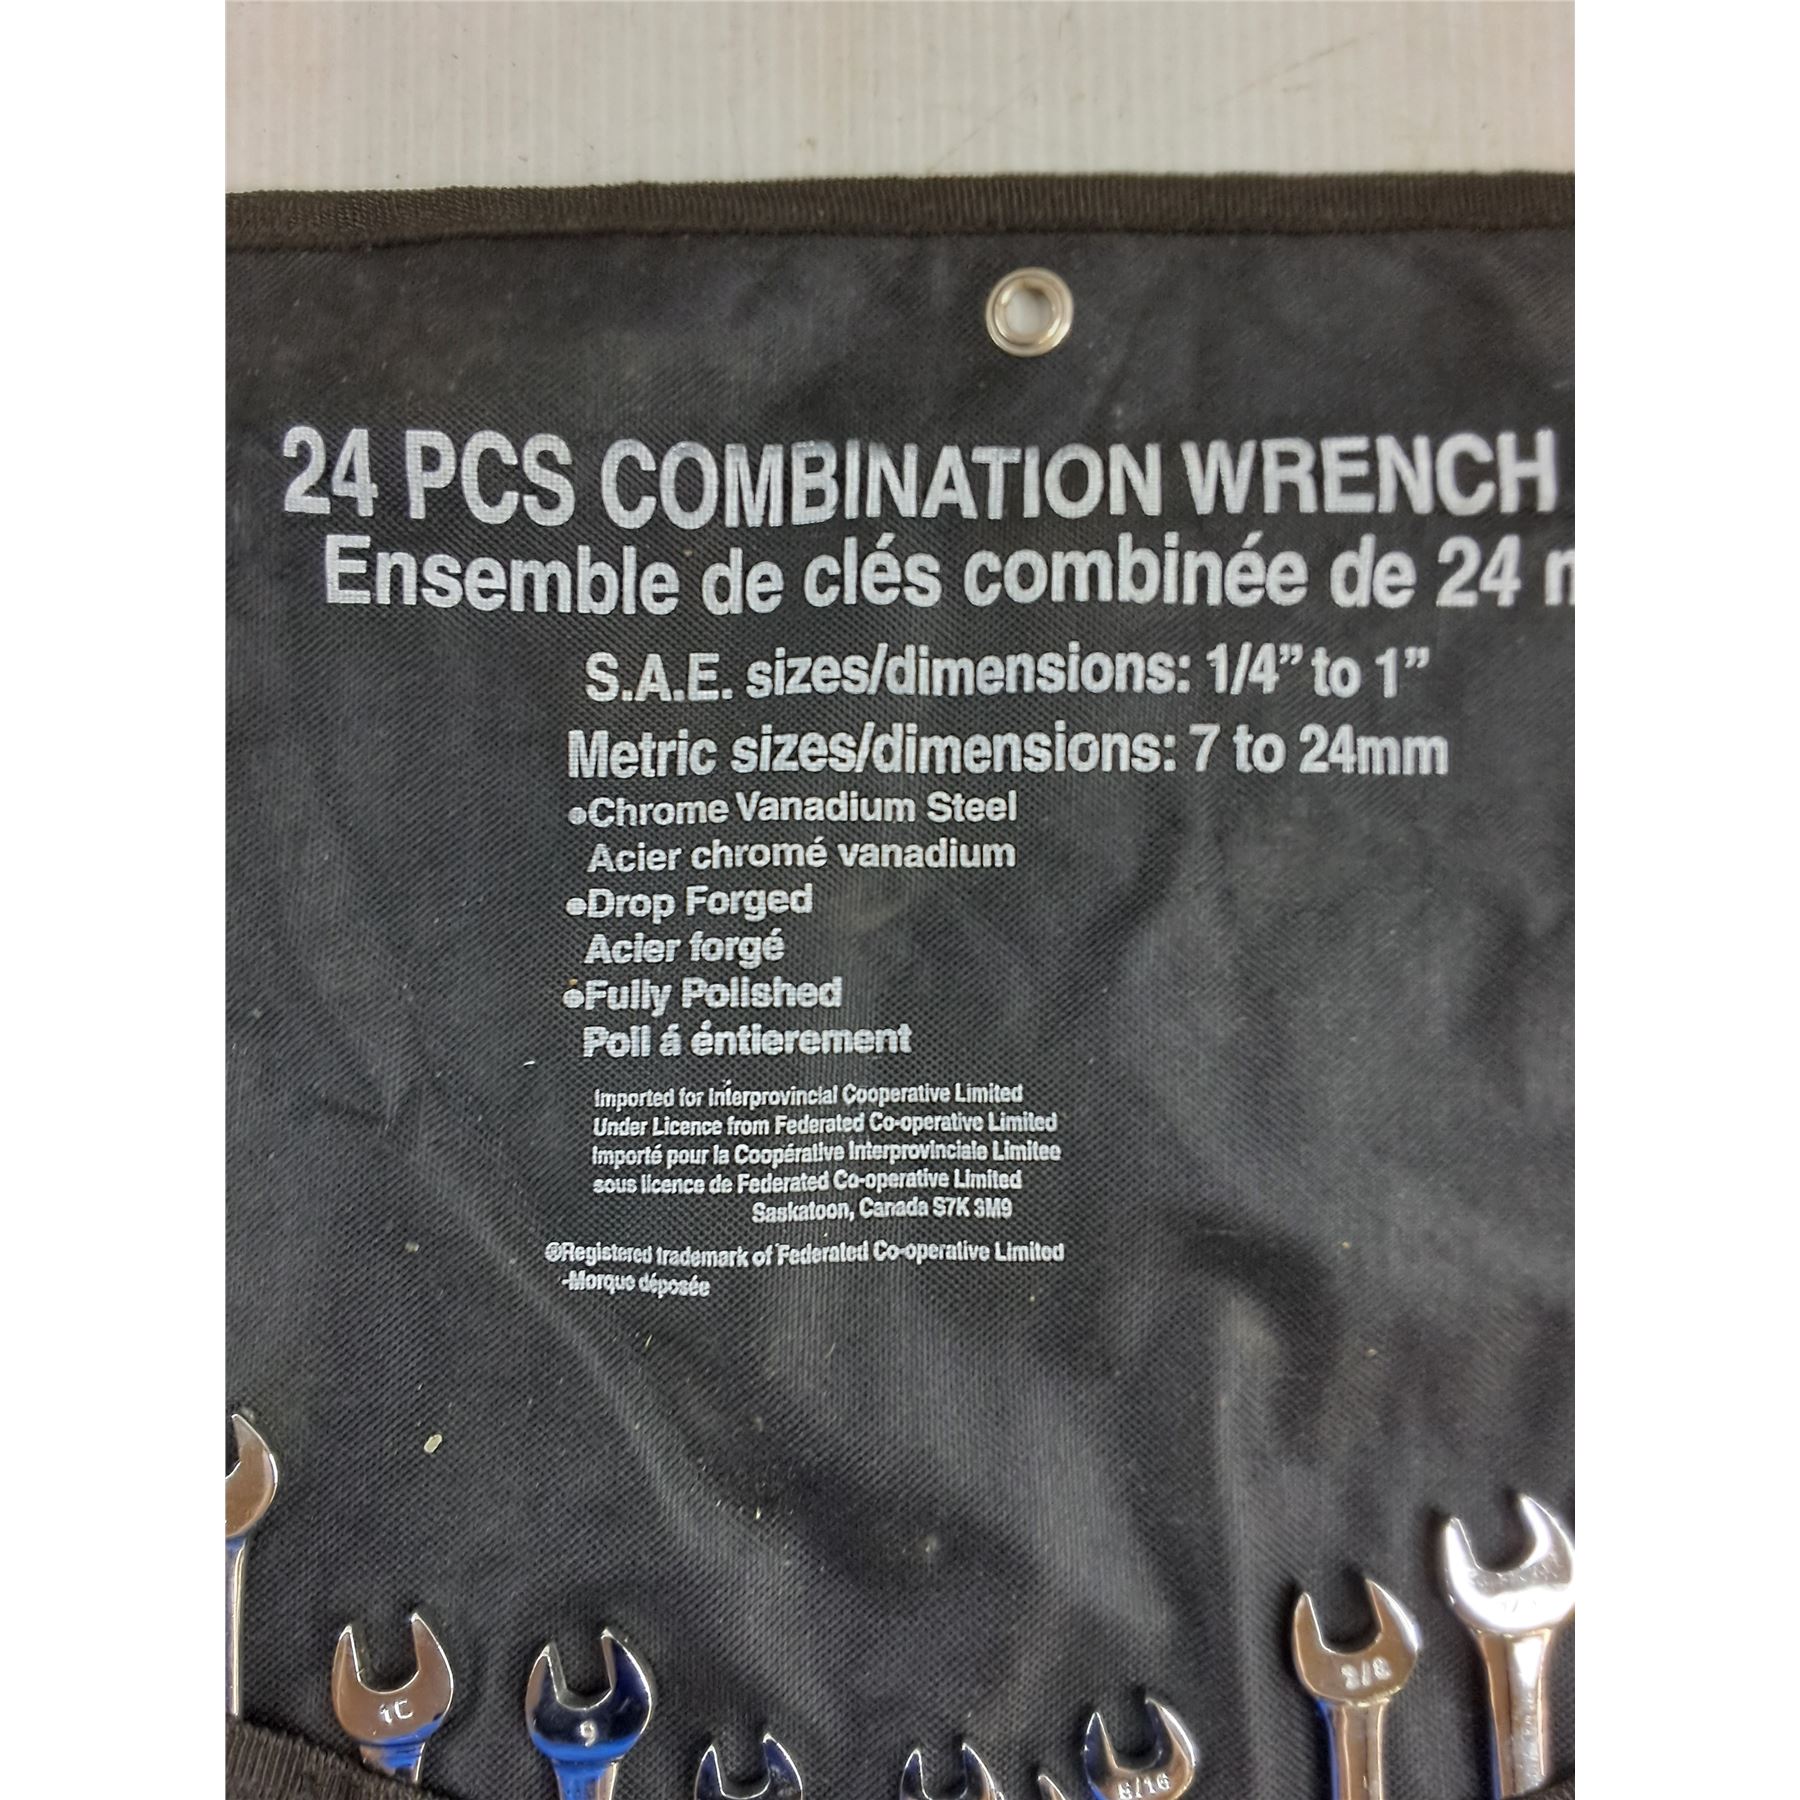 24 PCS COMBINATION WRENCH
Ensemble de clés combinée de 24
S.A.E. sizes/dimensions: 1/4” to 1”
Metric sizes/dimensions: 7 to 24mm
•Chrome Vanadium Steel
Acier chromé vanadium
•Drop Forged
Acier forgé
•Fully Polished
Poli á éntierement
Imported for Interprovincial Cooperative Limited
Under Licence from Federated Co-operative Limited
Importé pour la Coopérative Interprovinciale Limitee
sous licence de Federated Co-operative Limited
Saskatoon, Canada S7K 3M9
®Registered trademark of Federated Co-operative Limited
-Morque déposée
10
9
5/16
3/8